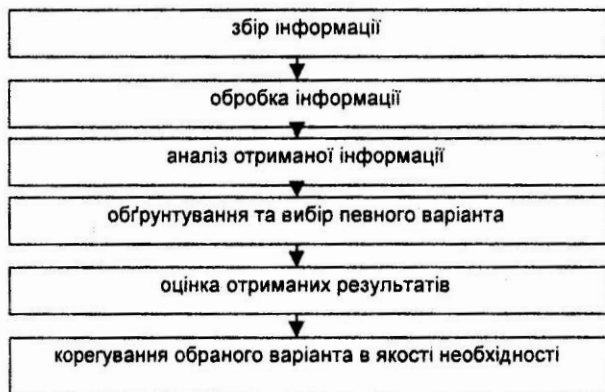 збір інформації
обробка інформації
аналіз отриманої інформації
обґрунтування та вибір певного варіанта
оцінка отриманих результатів
корегування обраного варіанта в якості необхідності